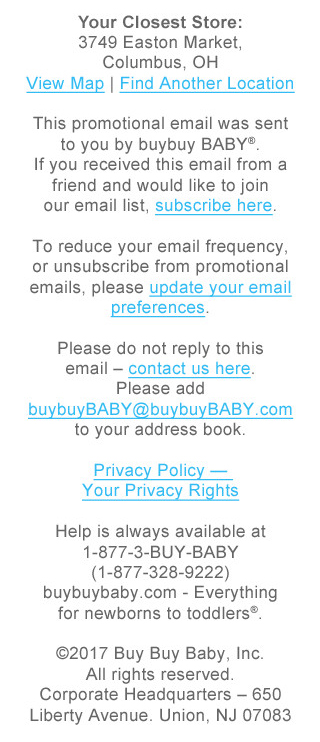 Your Closest Store:
3749 Easton Market,
Columbus, OH
View Map | Find Another Location
This promotional email was sent
to you by buybuy BABY®.
If you received this email from a
friend and would like to join
our email list, subscribe here.
To reduce your email frequency,
or unsubscribe from promotional
emails, please update your email
preferences.
Please do not reply to this
email – contact us here.
Please add
buybuyBABY@buybuyBABY.com
to your address book.
Privacy Policy —
Your Privacy Rights
Help is always available at
1-877-3-BUY-BABY
(1-877-328-9222)
buybuybaby.com - Everything
for newborns to toddlers®.
©2017 Buy Buy Baby, Inc.
All rights reserved.
Corporate Headquarters – 650
Liberty Avenue. Union, NJ 07083